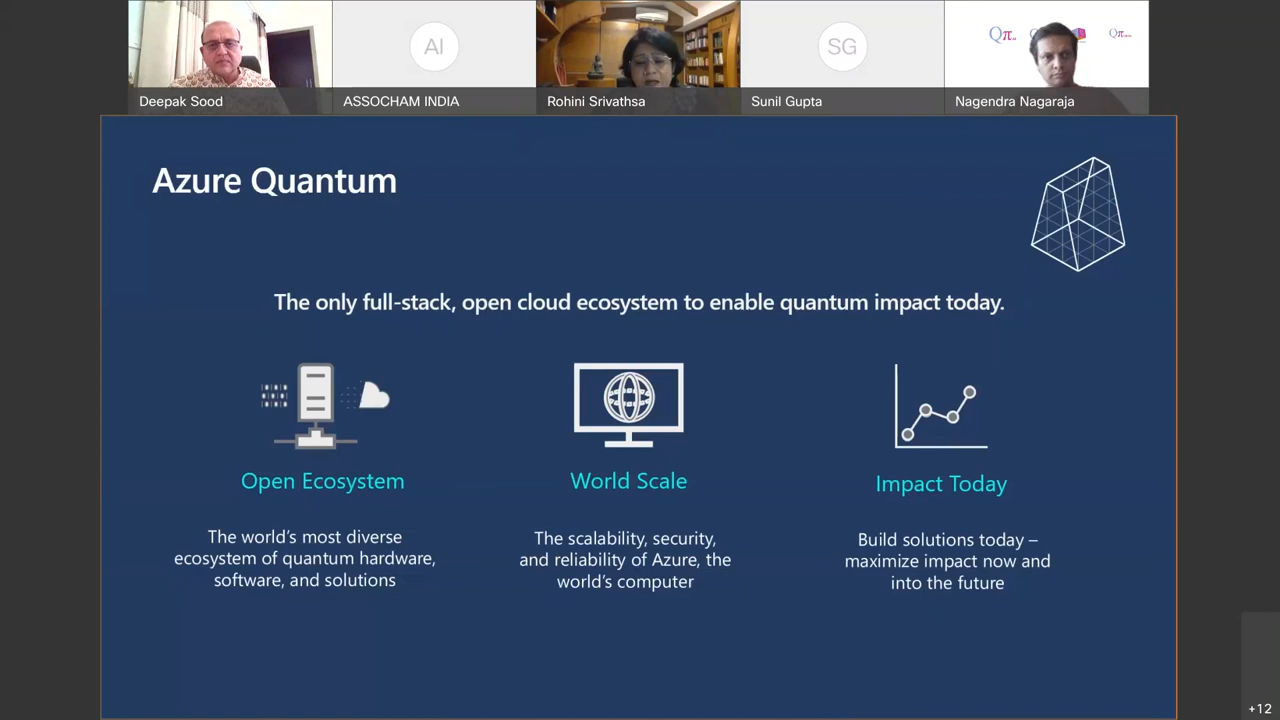 AI
SG
Qπ
Qπ
Deepak Sood
ASSOCHAM INDIA
Rohini Srivathsa
Sunil Gupta
Nagendra Nagaraja
Azure Quantum
The only full-stack, open cloud ecosystem to enable quantum impact today.
Open Ecosystem
The world's most diverse
ecosystem of quantum hardware,
software, and solutions
World Scale
The scalability, security,
and reliability of Azure, the
world's computer
Impact Today
Build solutions today –
maximize impact now and
into the future
+12